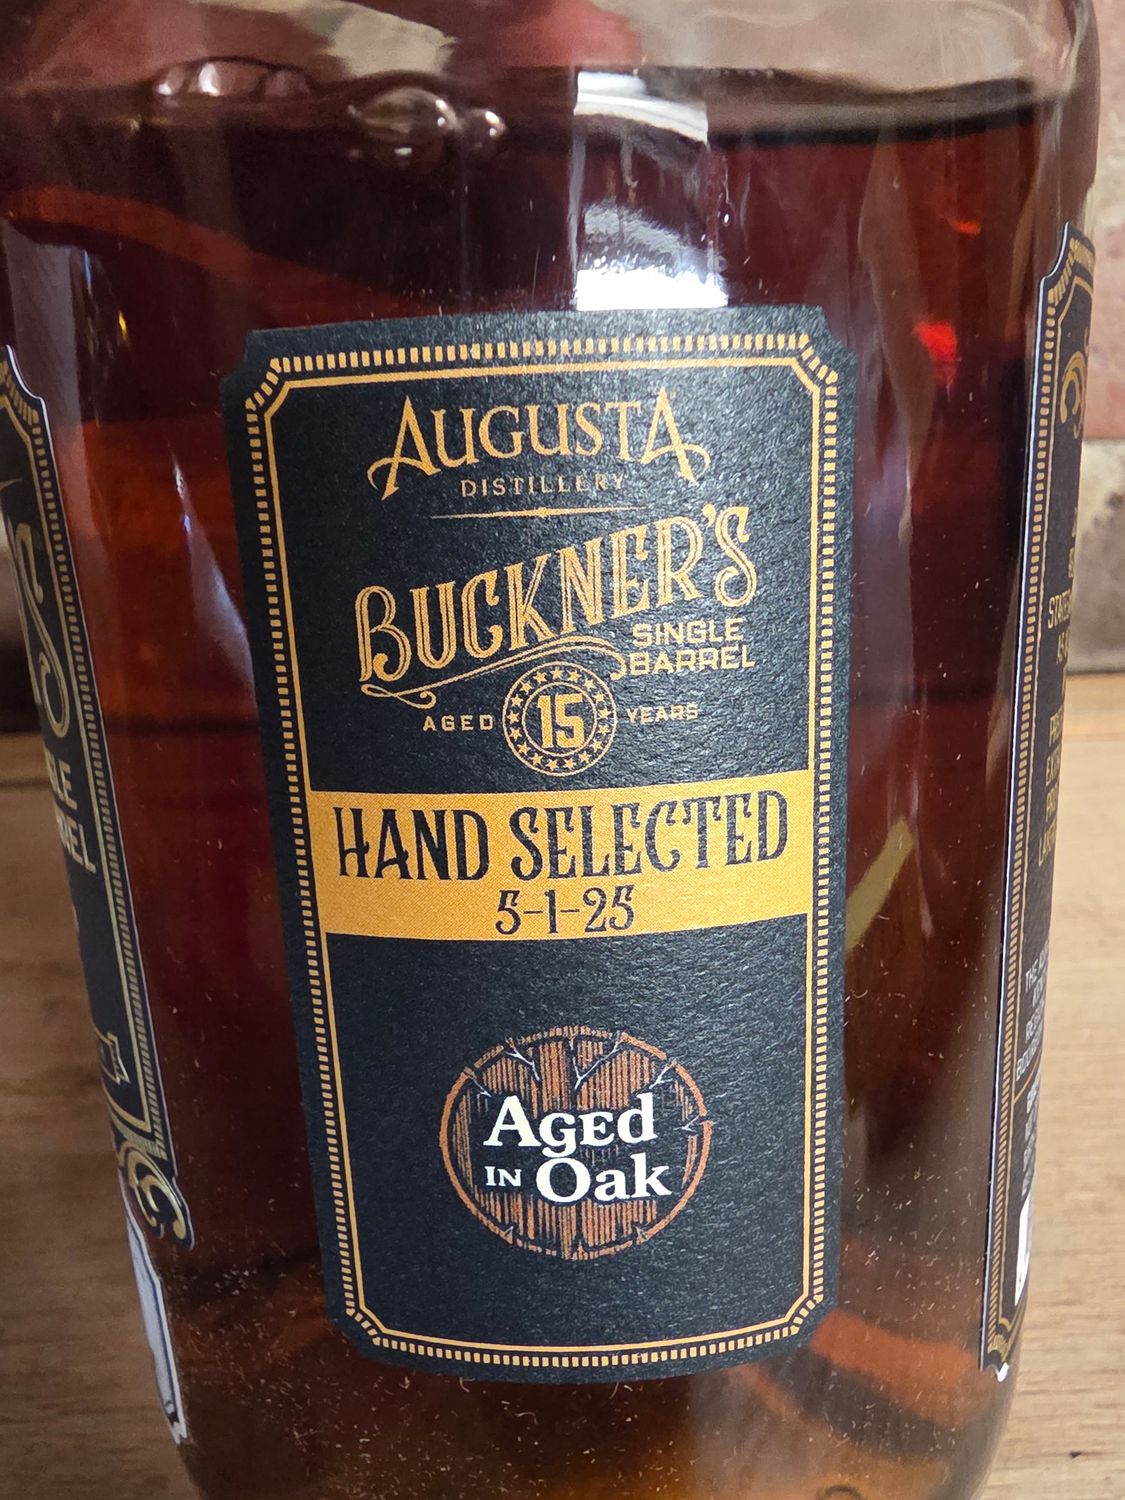 AUGUSTA
DISTILLERY
BUCKNER'S
SINGLE
BARREL
AGED 15 YEARS
HAND SELECTED
5-1-25
AGED
IN OAK